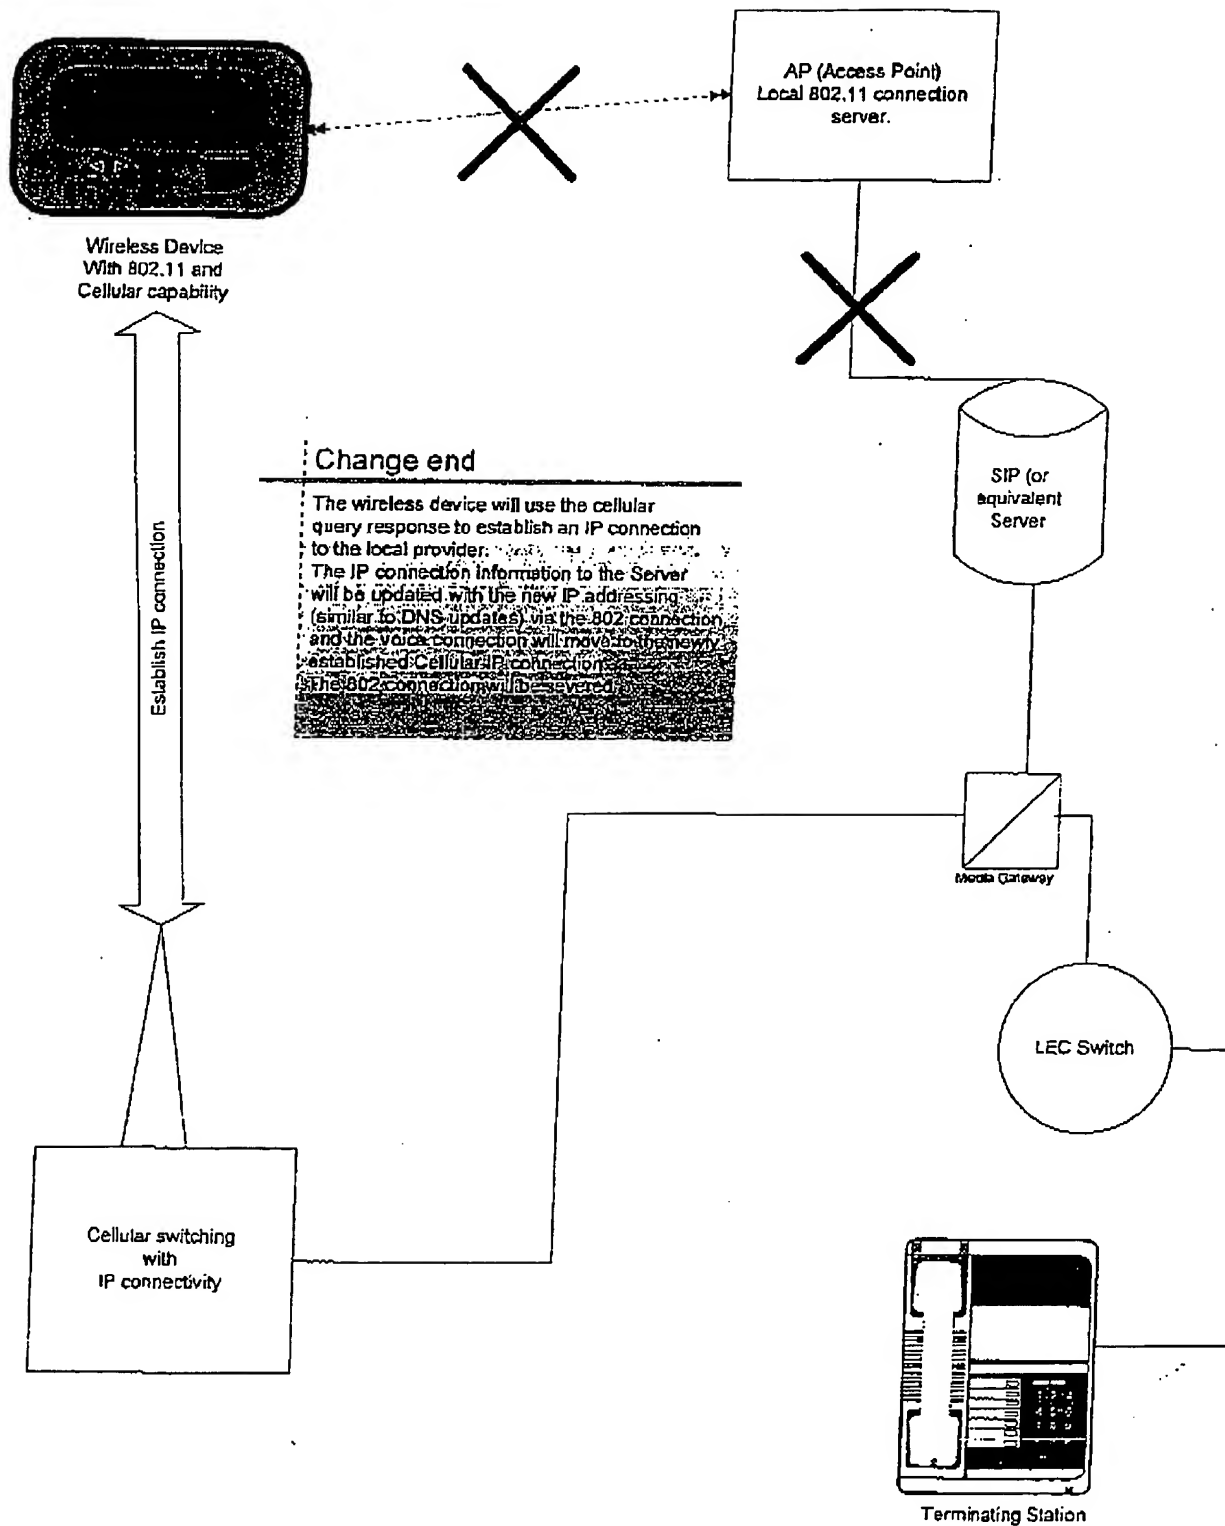 AP (Access Point)
Local 802.11 connection
server.
Wireless Device
With 802.11 and
Cellular capability
Establish IP connection
Change end
The wireless device will use the cellular
query response to establish an IP connection
to the local provider.
The IP connection information to the Server
will be updated with the new IP addressing
(similar to DNS updates) via the 802 connection
and the voice connection will move to the newly
established Cellular IP connection.
The 802 connection will be severed
SIP (or
equivalent
Server
Media Gateway
LEC Switch
Cellular switching
with
IP connectivity
Terminating Station